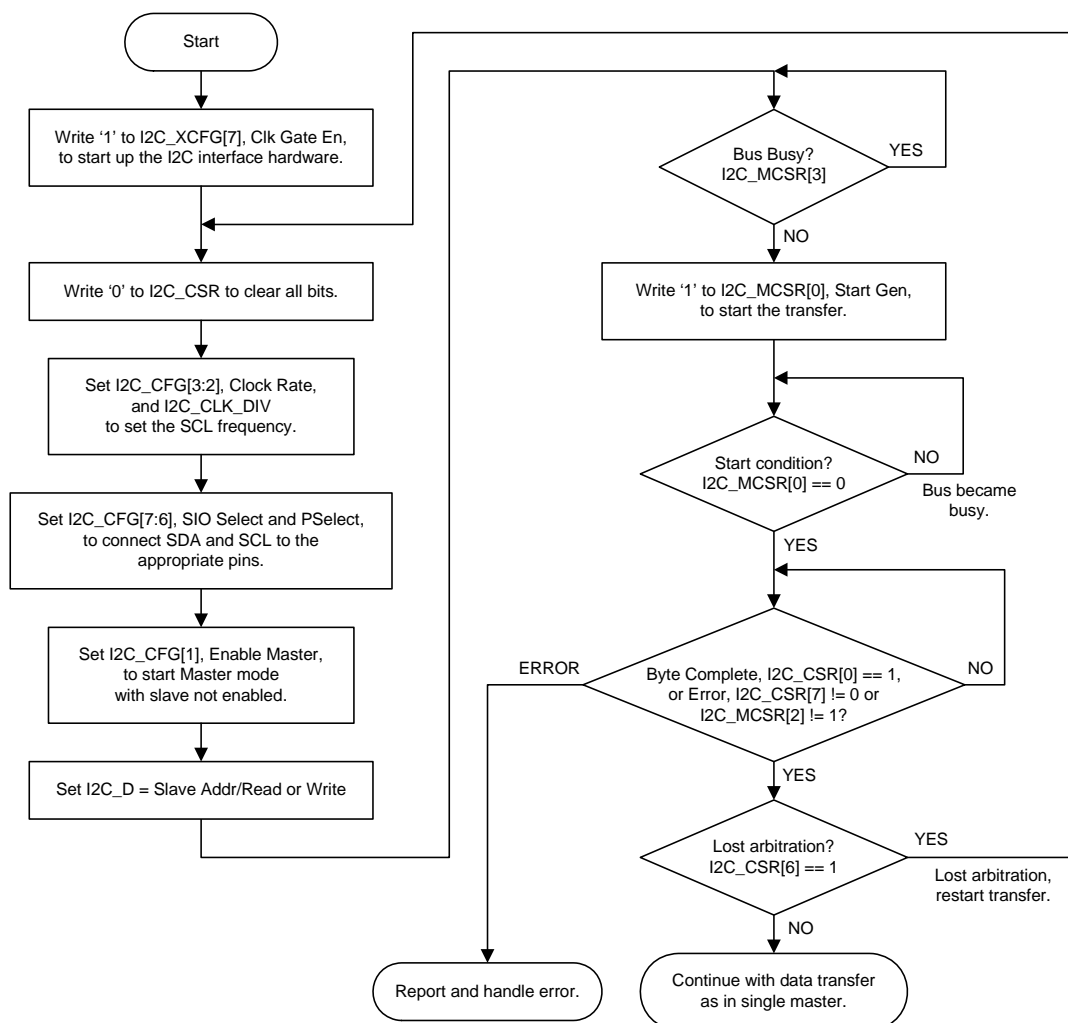 Start
Write ‘1’ to I2C_XCFG[7], Clk Gate En,
to start up the I2C interface hardware.
Write ‘0’ to I2C_CSR to clear all bits.
Set I2C_CFG[3:2], Clock Rate,
and I2C_CLK_DIV
to set the SCL frequency.
Set I2C_CFG[7:6], SIO Select and PSelect,
to connect SDA and SCL to the
appropriate pins.
Set I2C_CFG[1], Enable Master,
to start Master mode
with slave not enabled.
Set I2C_D = Slave Addr/Read or Write
Bus Busy?
I2C_MCSR[3]
YES
NO
Write ‘1’ to I2C_MCSR[0], Start Gen,
to start the transfer.
Start condition?
I2C_MCSR[0] == 0
NO
Bus became
busy.
YES
Byte Complete, I2C_CSR[0] == 1,
or Error, I2C_CSR[7] != 0 or
I2C_MCSR[2] != 1?
ERROR
NO
YES
Lost arbitration?
I2C_CSR[6] == 1
YES
Lost arbitration,
restart transfer.
NO
Report and handle error.
Continue with data transfer
as in single master.